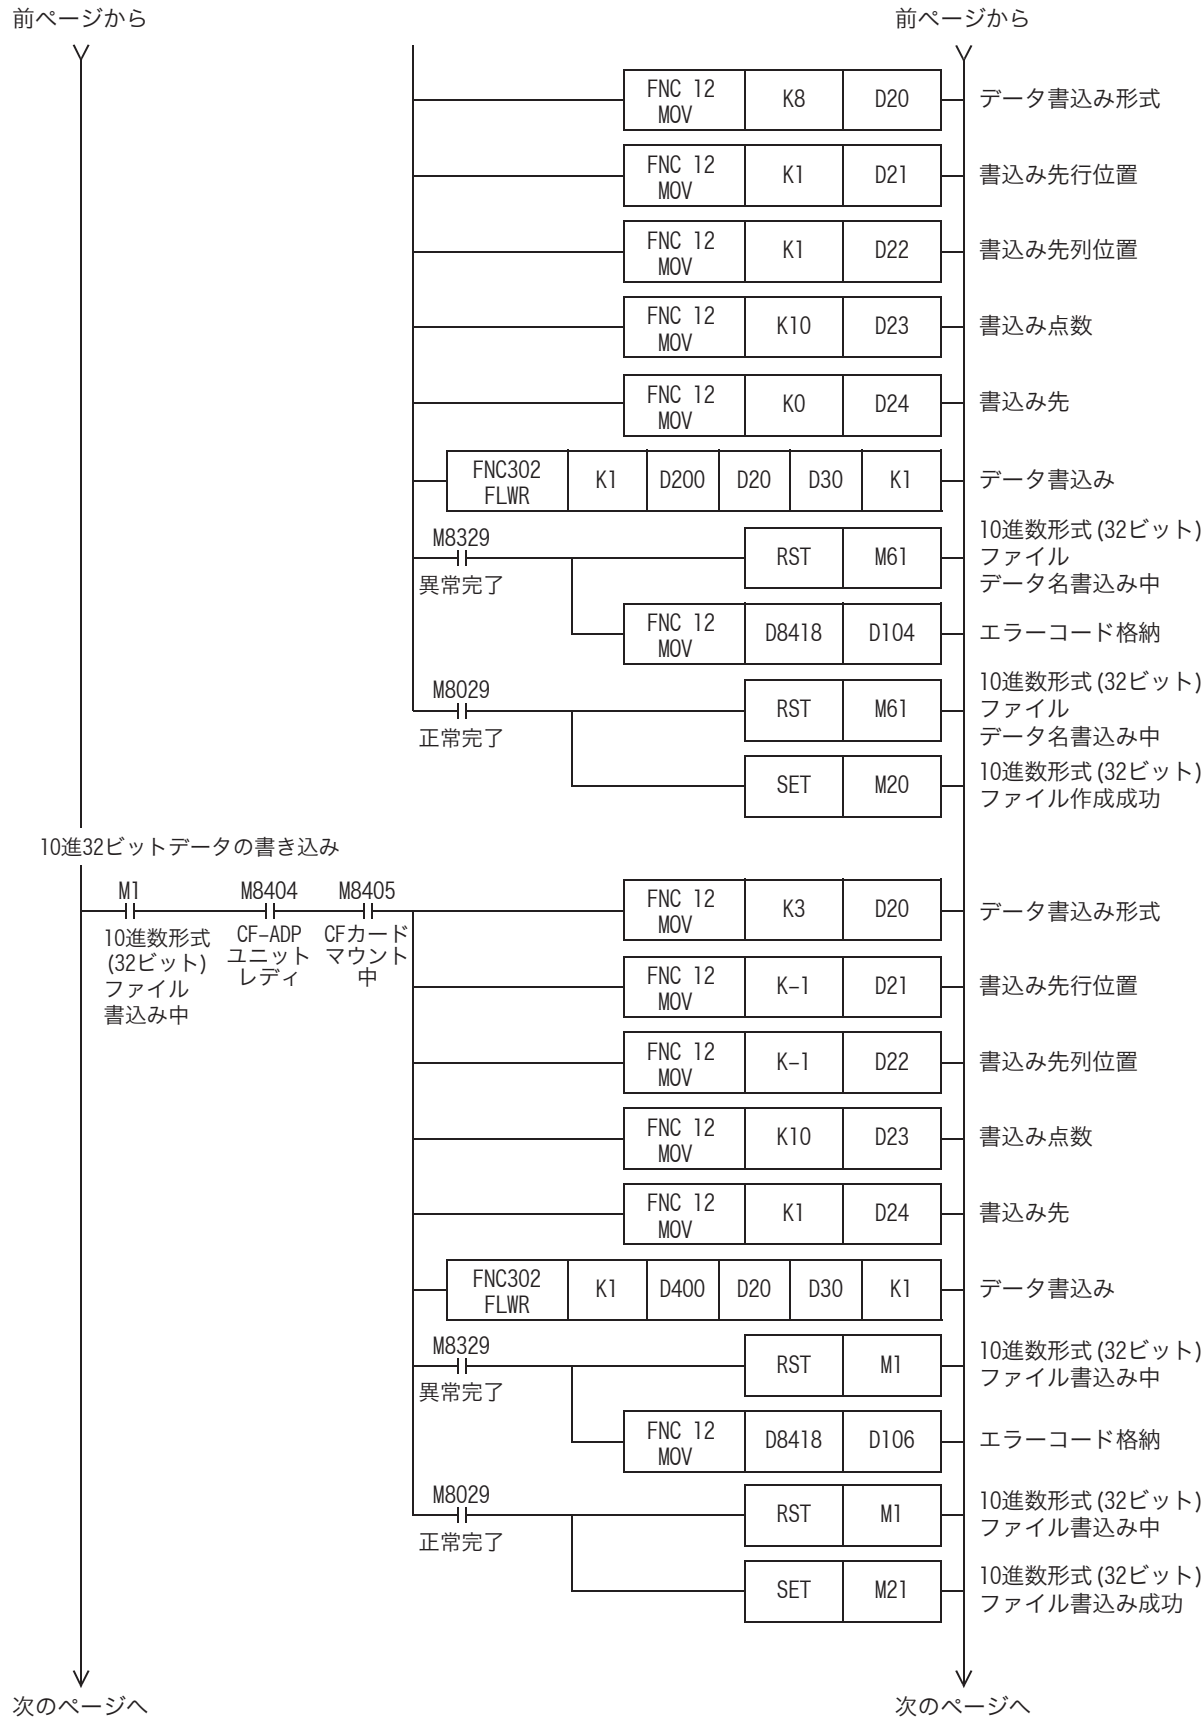 前ページから 前ページから
FNC 12 MOV K8 D20 データ書込み形式
FNC 12 MOV K1 D21 書込み先行位置
FNC 12 MOV K1 D22 書込み先列位置
FNC 12 MOV K10 D23 書込み点数
FNC 12 MOV K0 D24 書込み先
FNC302 FLWR K1 D200 D20 D30 K1 データ書込み
M8329
異常完了
RST M61
10進数形式(32ビット)
ファイル
データ名書込み中
FNC 12 MOV D8418 D104 エラーコード格納
M8029
正常完了
RST M61
10進数形式(32ビット)
ファイル
データ名書込み中
SET M20
10進数形式(32ビット)
ファイル作成成功
10進32ビットデータの書き込み
M1
10進数形式
(32ビット)
ファイル
書込み中
M8404
CF-ADP
ユニット
レディ
M8405
CFカード
マウント
中
FNC 12 MOV K3 D20 データ書込み形式
FNC 12 MOV K-1 D21 書込み先行位置
FNC 12 MOV K-1 D22 書込み先列位置
FNC 12 MOV K10 D23 書込み点数
FNC 12 MOV K1 D24 書込み先
FNC302 FLWR K1 D400 D20 D30 K1 データ書込み
M8329
異常完了
RST M1
10進数形式(32ビット)
ファイル書込み中
FNC 12 MOV D8418 D106 エラーコード格納
M8029
正常完了
RST M1
10進数形式(32ビット)
ファイル書込み中
SET M21
10進数形式(32ビット)
ファイル書込み成功
次のページへ 次のページへ